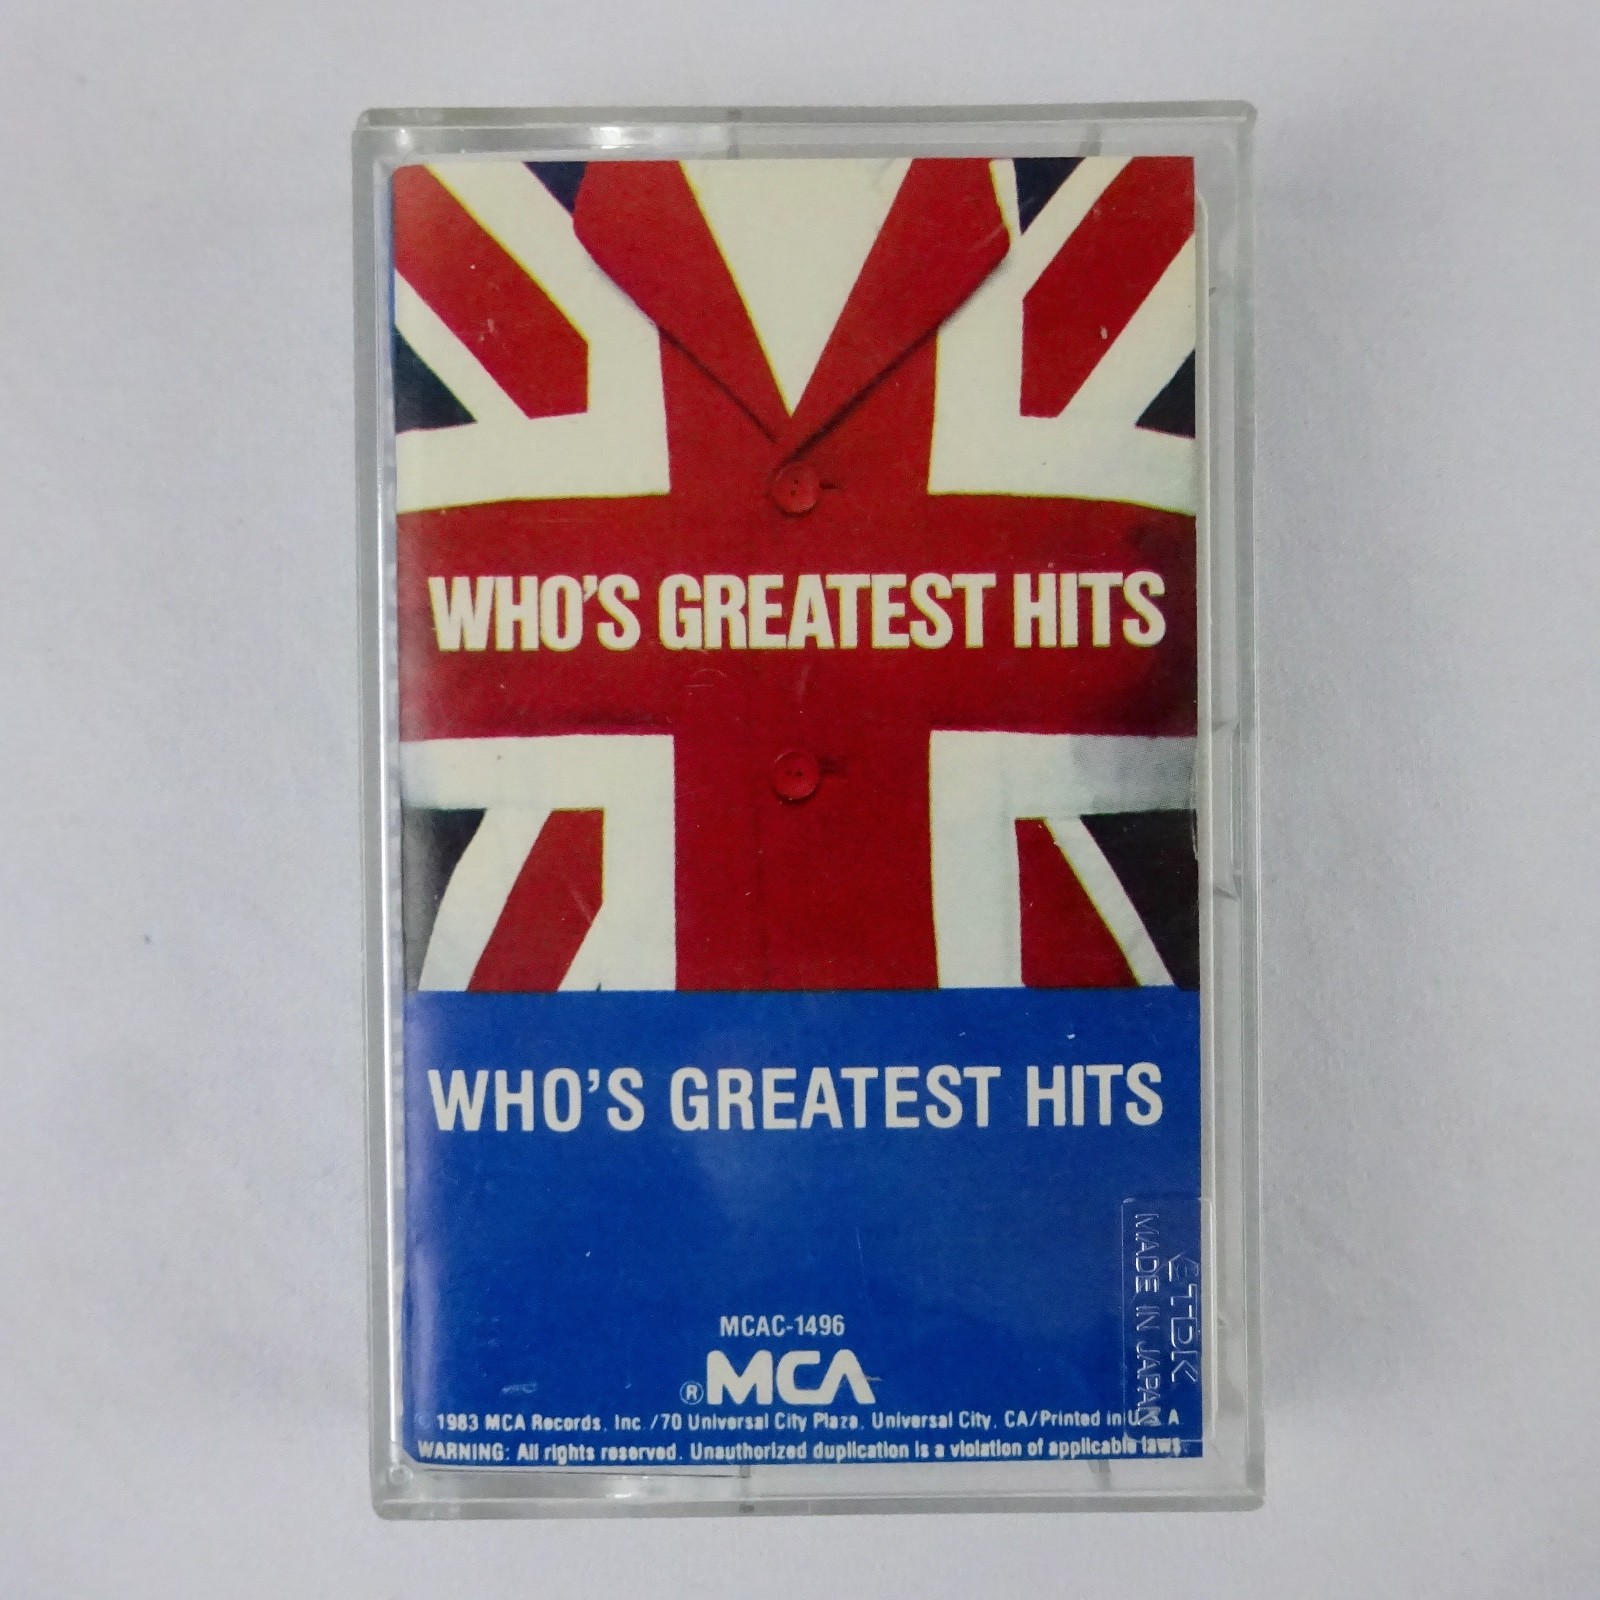 WHO'S GREATEST HITS
WHO'S GREATEST HITS
MCAC-1496
® MCA
© 1983 MCA Records, Inc. /70 Universal City Plaza, Universal City, CA/Printed in U.S.A.
WARNING: All rights reserved. Unauthorized duplication is a violation of applicable laws.
TDK
MADE IN JAPAN